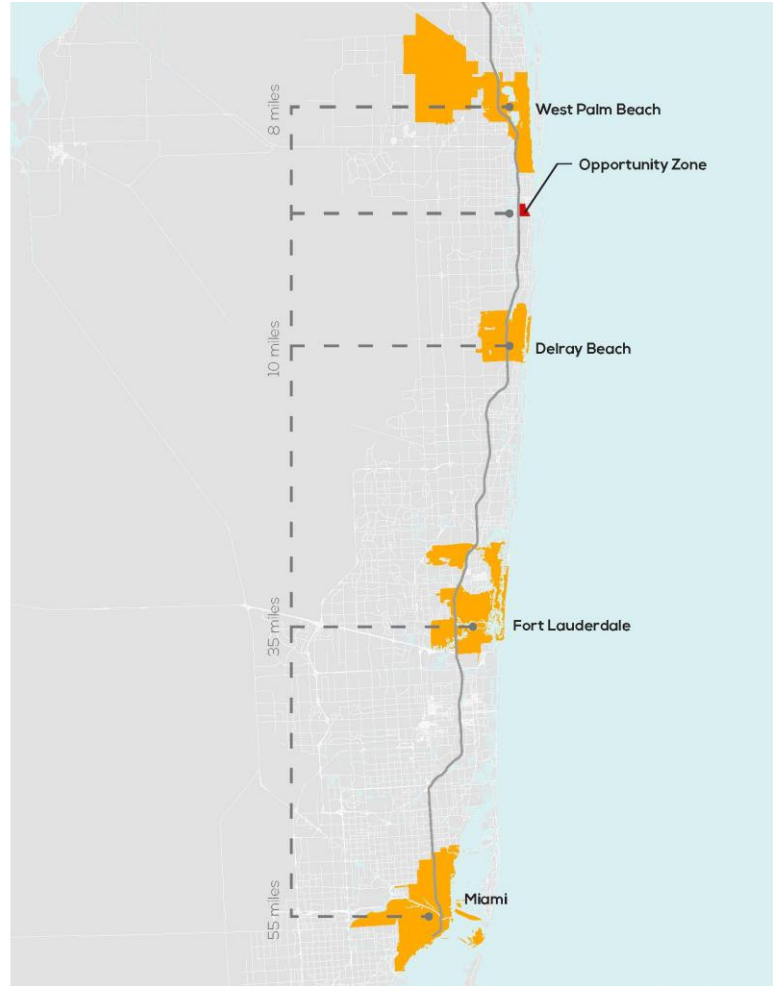 8 miles
West Palm Beach
Opportunity Zone
10 miles
Delray Beach
35 miles
Fort Lauderdale
55 miles
Miami